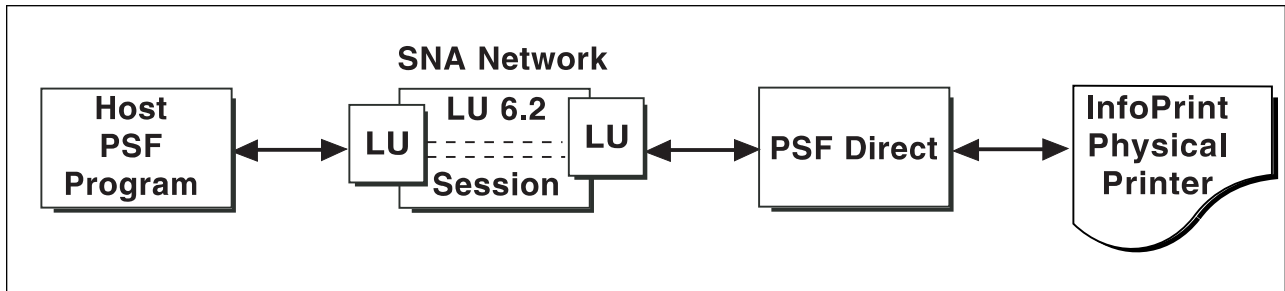 SNA Network
Host
PSF
Program
LU
LU 6.2
Session
LU
PSF Direct
InfoPrint
Physical
Printer